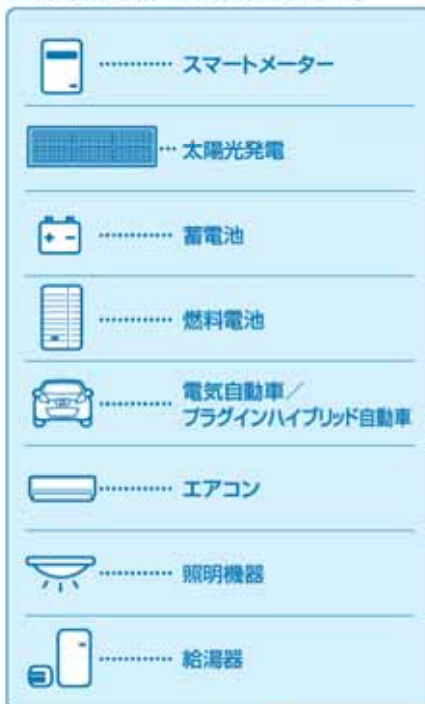 スマートメーター
太陽光発電
蓄電池
燃料電池
電気自動車／
プラグインハイブリッド自動車
エアコン
照明機器
給湯器